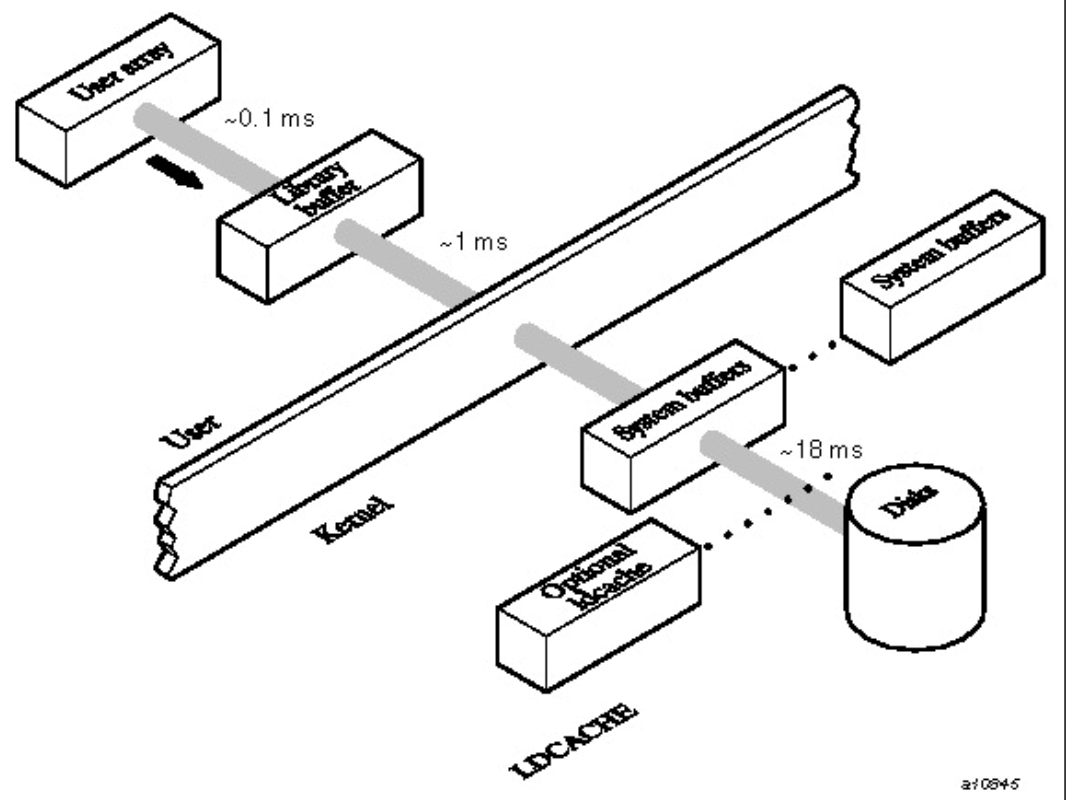 User array
~0.1 ms
Library
buffer
~1 ms
System buffers
User
System buffers
~18 ms
Disks
Kernel
Optional
ldcache
LDCACHE
a10845